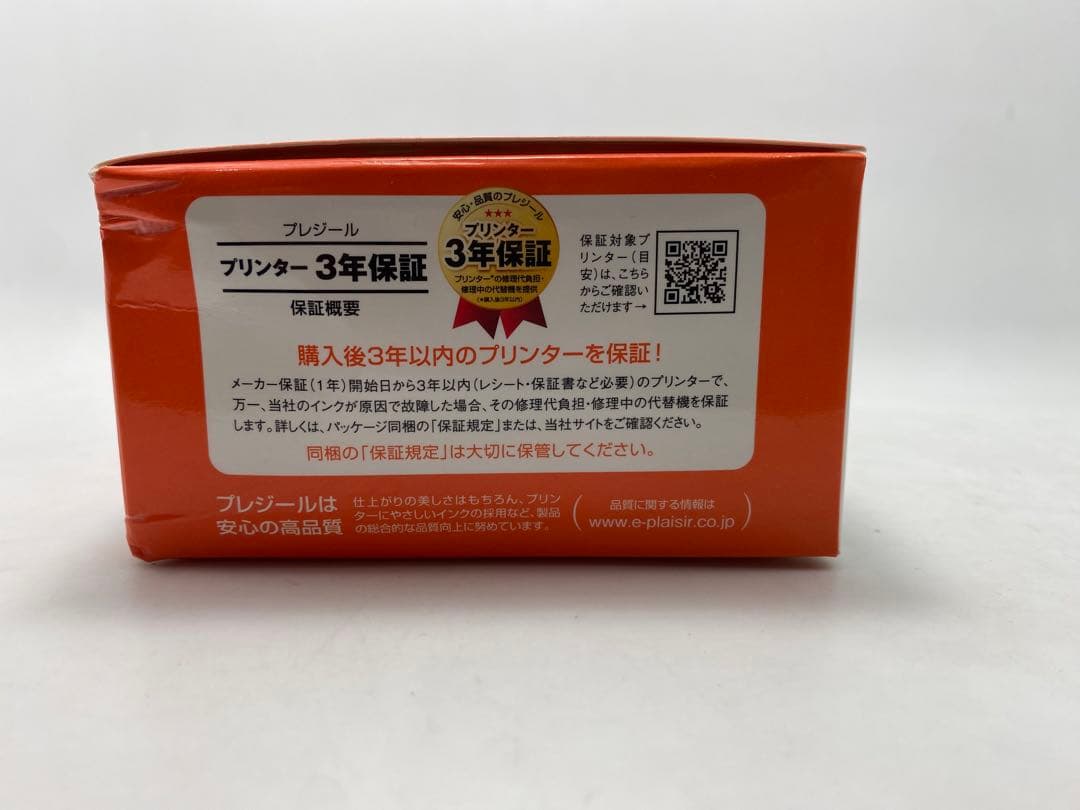 プレジール
プリンター 3年保証
保証概要
安心・品質のプレジール
★★★
プリンター
3年保証
プリンター*の修理代負担・
修理中の代替機を提供
(*購入後3年以内)
保証対象プ
リンター(目
安)は、こちら
からご確認い
ただけます→
購入後3年以内のプリンターを保証!
メーカー保証(1年)開始日から3年以内(レシート・保証書など必要)のプリンターで、
万一、当社のインクが原因で故障した場合、その修理代負担・修理中の代替機を保証
します。詳しくは、パッケージ同梱の「保証規定」または、当社サイトをご確認ください。
同梱の「保証規定」は大切に保管してください。
プレジールは
安心の高品質
仕上がりの美しさはもちろん、プリン
ターにやさしいインクの採用など、製品
の総合的な品質向上に努めています。
品質に関する情報は
www.e-plaisir.co.jp